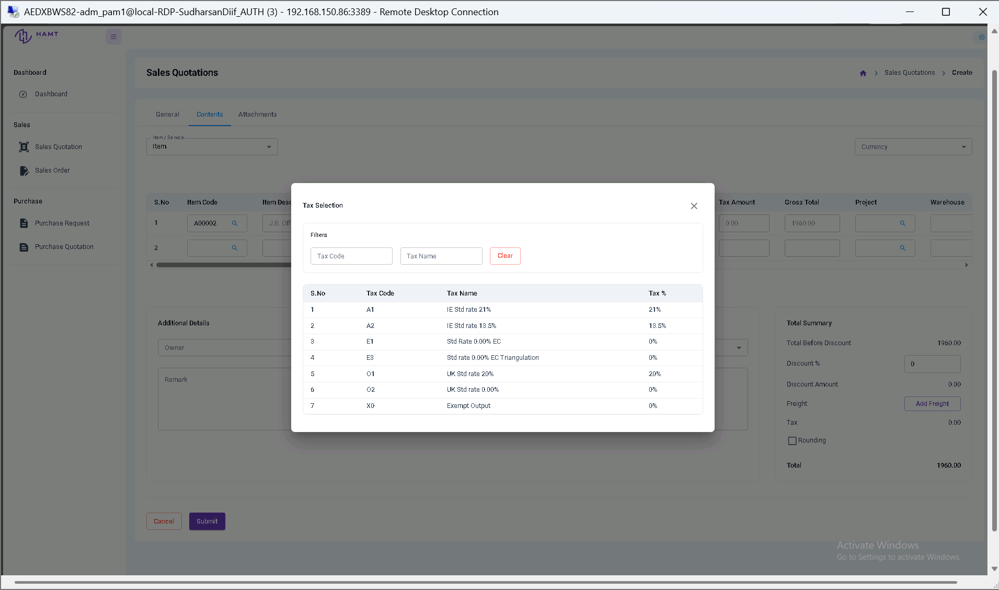 AEDXBWS82-adm_pam1@local-RDP-SudharsanDiif_AUTH (3) - 192.168.150.86:3389 - Remote Desktop Connection
HAMT
Dashboard
Dashboard
Sales
Sales Quotation
Sales Order
Purchase
Purchase Request
Purchase Quotation
Sales Quotations
Sales Quotations
Create
General Contents Attachments
Item / Service
Item
Currency
S.No Item Code Item Desc Tax Amount Gross Total Project Warehouse
1 A00002 J.B. Off 0.00 1960.00
2
Additional Details
Owner
Remark
Tax Selection
Filters
Tax Code Tax Name Clear
S.No Tax Code Tax Name Tax %
1 A1 IE Std rate 21% 21%
2 A2 IE Std rate 13.5% 13.5%
3 E1 Std Rate 0.00% EC 0%
4 E3 Std rate 0.00% EC Triangulation 0%
5 O1 UK Std rate 20% 20%
6 O2 UK Std rate 0.00% 0%
7 X0 Exempt Output 0%
Total Summary
Total Before Discount 1960.00
Discount % 0
Discount Amount 0.00
Freight Add Freight
Tax 0.00
Rounding
Total 1960.00
Cancel Submit
Activate Windows
Go to Settings to activate Windows.